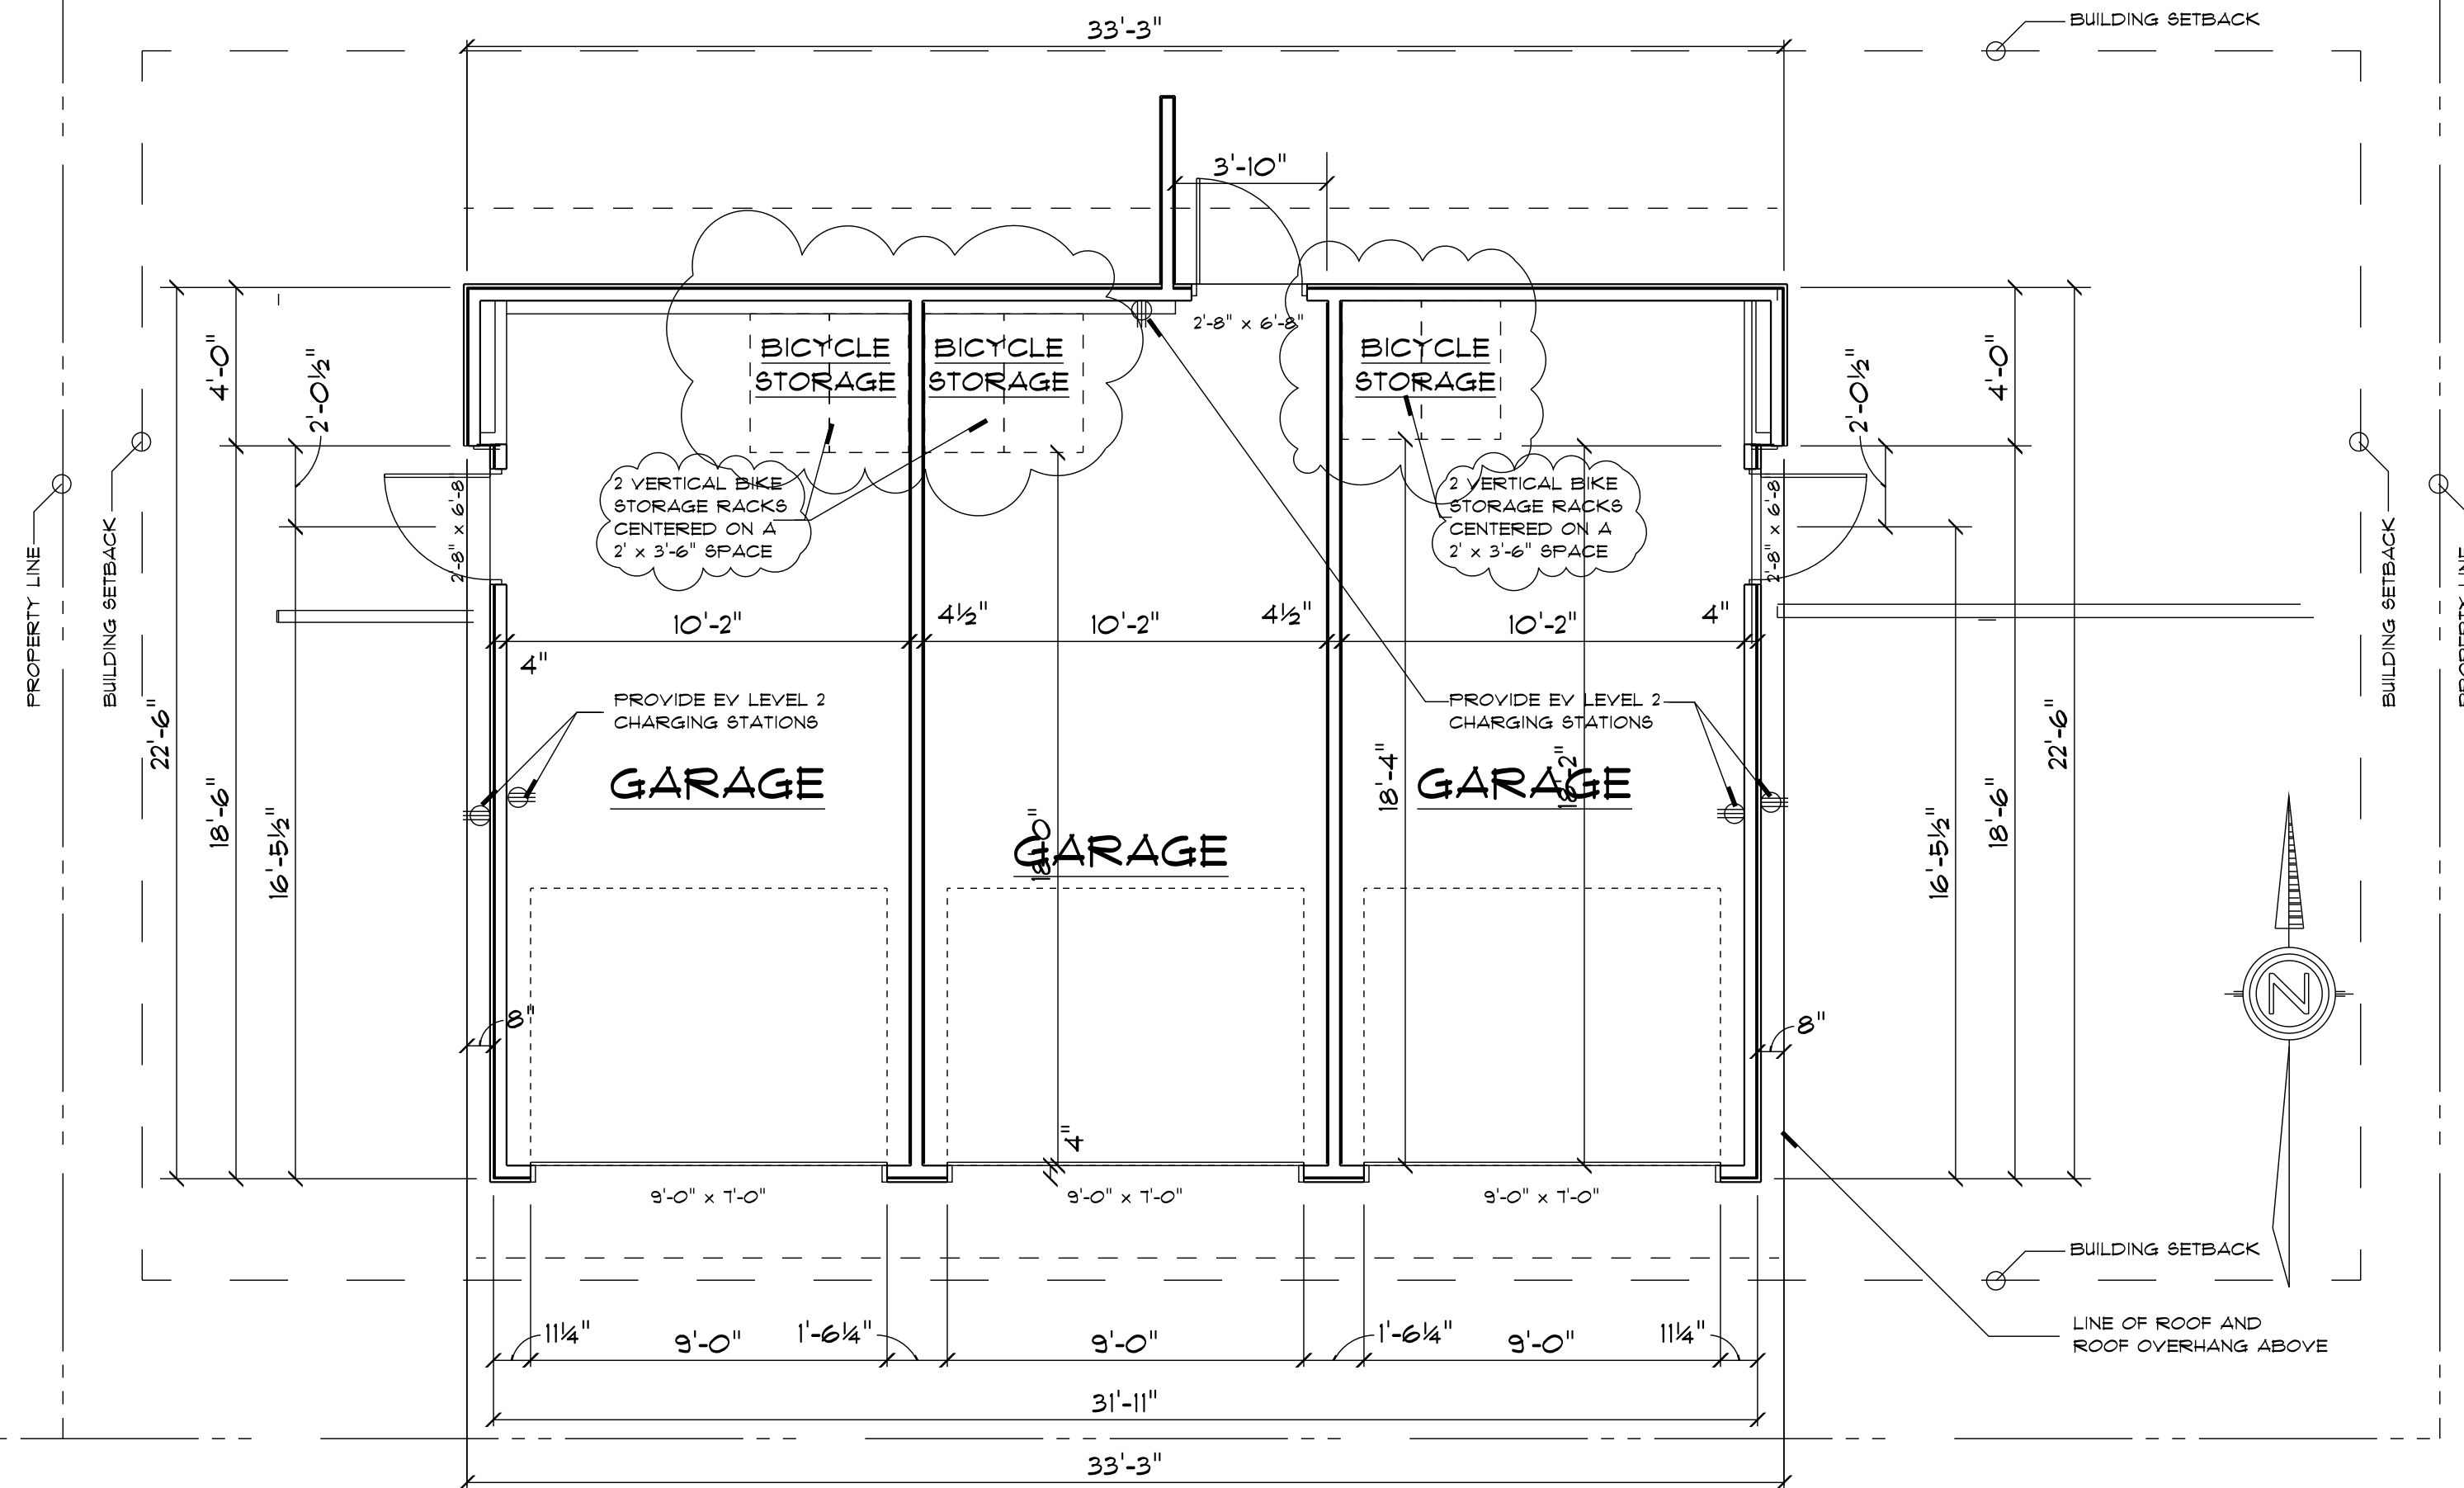 BUILDING SETBACK
33'-3"
3'-10"
2'-8" x 6'-8"
BICYCLE
STORAGE
BICYCLE
STORAGE
BICYCLE
STORAGE
4'-0"
2'-0½"
2'-0½"
4'-0"
2 VERTICAL BIKE
STORAGE RACKS
CENTERED ON A
2' x 3'-6" SPACE
2 VERTICAL BIKE
STORAGE RACKS
CENTERED ON A
2' x 3'-6" SPACE
2'-8" x 6'-8
2'-8" x 6'-8
PROPERTY LINE
BUILDING SETBACK
BUILDING SETBACK
PROPERTY LINE
10'-2"
4½"
10'-2"
4½"
10'-2"
4"
4"
PROVIDE EV LEVEL 2
CHARGING STATIONS
PROVIDE EV LEVEL 2
CHARGING STATIONS
22'-6"
18'-6"
16'-5½"
GARAGE
18'-0"
GARAGE
18'-4"
18'-2"
GARAGE
16'-5½"
18'-6"
22'-6"
N
8"
8"
4"
9'-0" x 7'-0"
9'-0" x 7'-0"
9'-0" x 7'-0"
BUILDING SETBACK
LINE OF ROOF AND
ROOF OVERHANG ABOVE
11¼"
9'-0"
1'-6¼"
9'-0"
1'-6¼"
9'-0"
11¼"
31'-11"
33'-3"